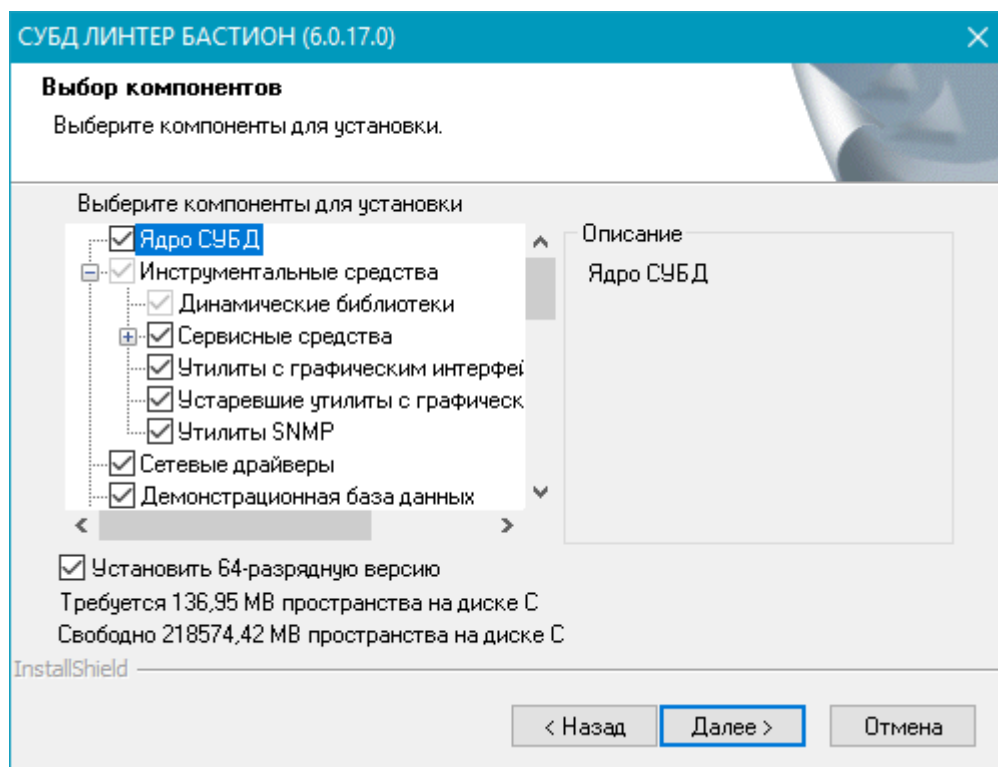 СУБД ЛИНТЕР БАСТИОН (6.0.17.0)
Выбор компонентов
Выберите компоненты для установки.
Выберите компоненты для установки
Ядро СУБД
Инструментальные средства
Динамические библиотеки
Сервисные средства
Утилиты с графическим интерфей
Устаревшие утилиты с графическ
Утилиты SNMP
Сетевые драйверы
Демонстрационная база данных
Описание
Ядро СУБД
Установить 64-разрядную версию
Требуется 136,95 MB пространства на диске C
Свободно 218574,42 MB пространства на диске C
InstallShield
< Назад
Далее >
Отмена